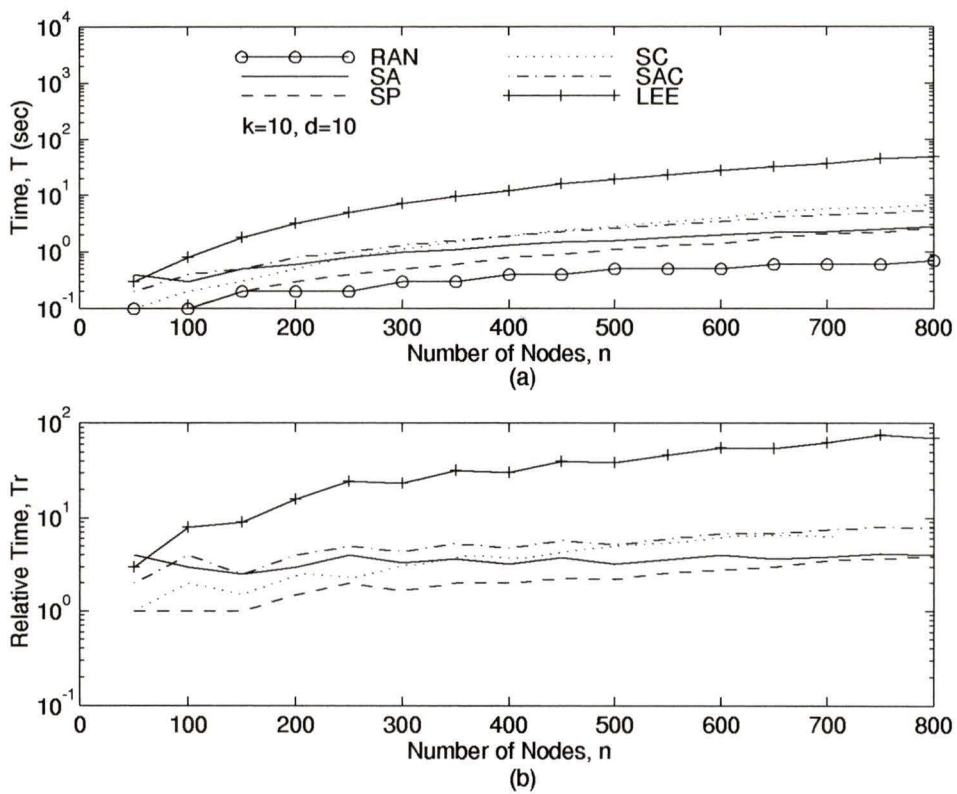 10^4
10^3
10^2
10^1
10^0
10^-1
Time, T (sec)
RAN
SA
SP
SC
SAC
LEE
k=10, d=10
0 100 200 300 400 500 600 700 800
Number of Nodes, n
(a)
10^2
10^1
10^0
10^-1
Relative Time, Tr
0 100 200 300 400 500 600 700 800
Number of Nodes, n
(b)